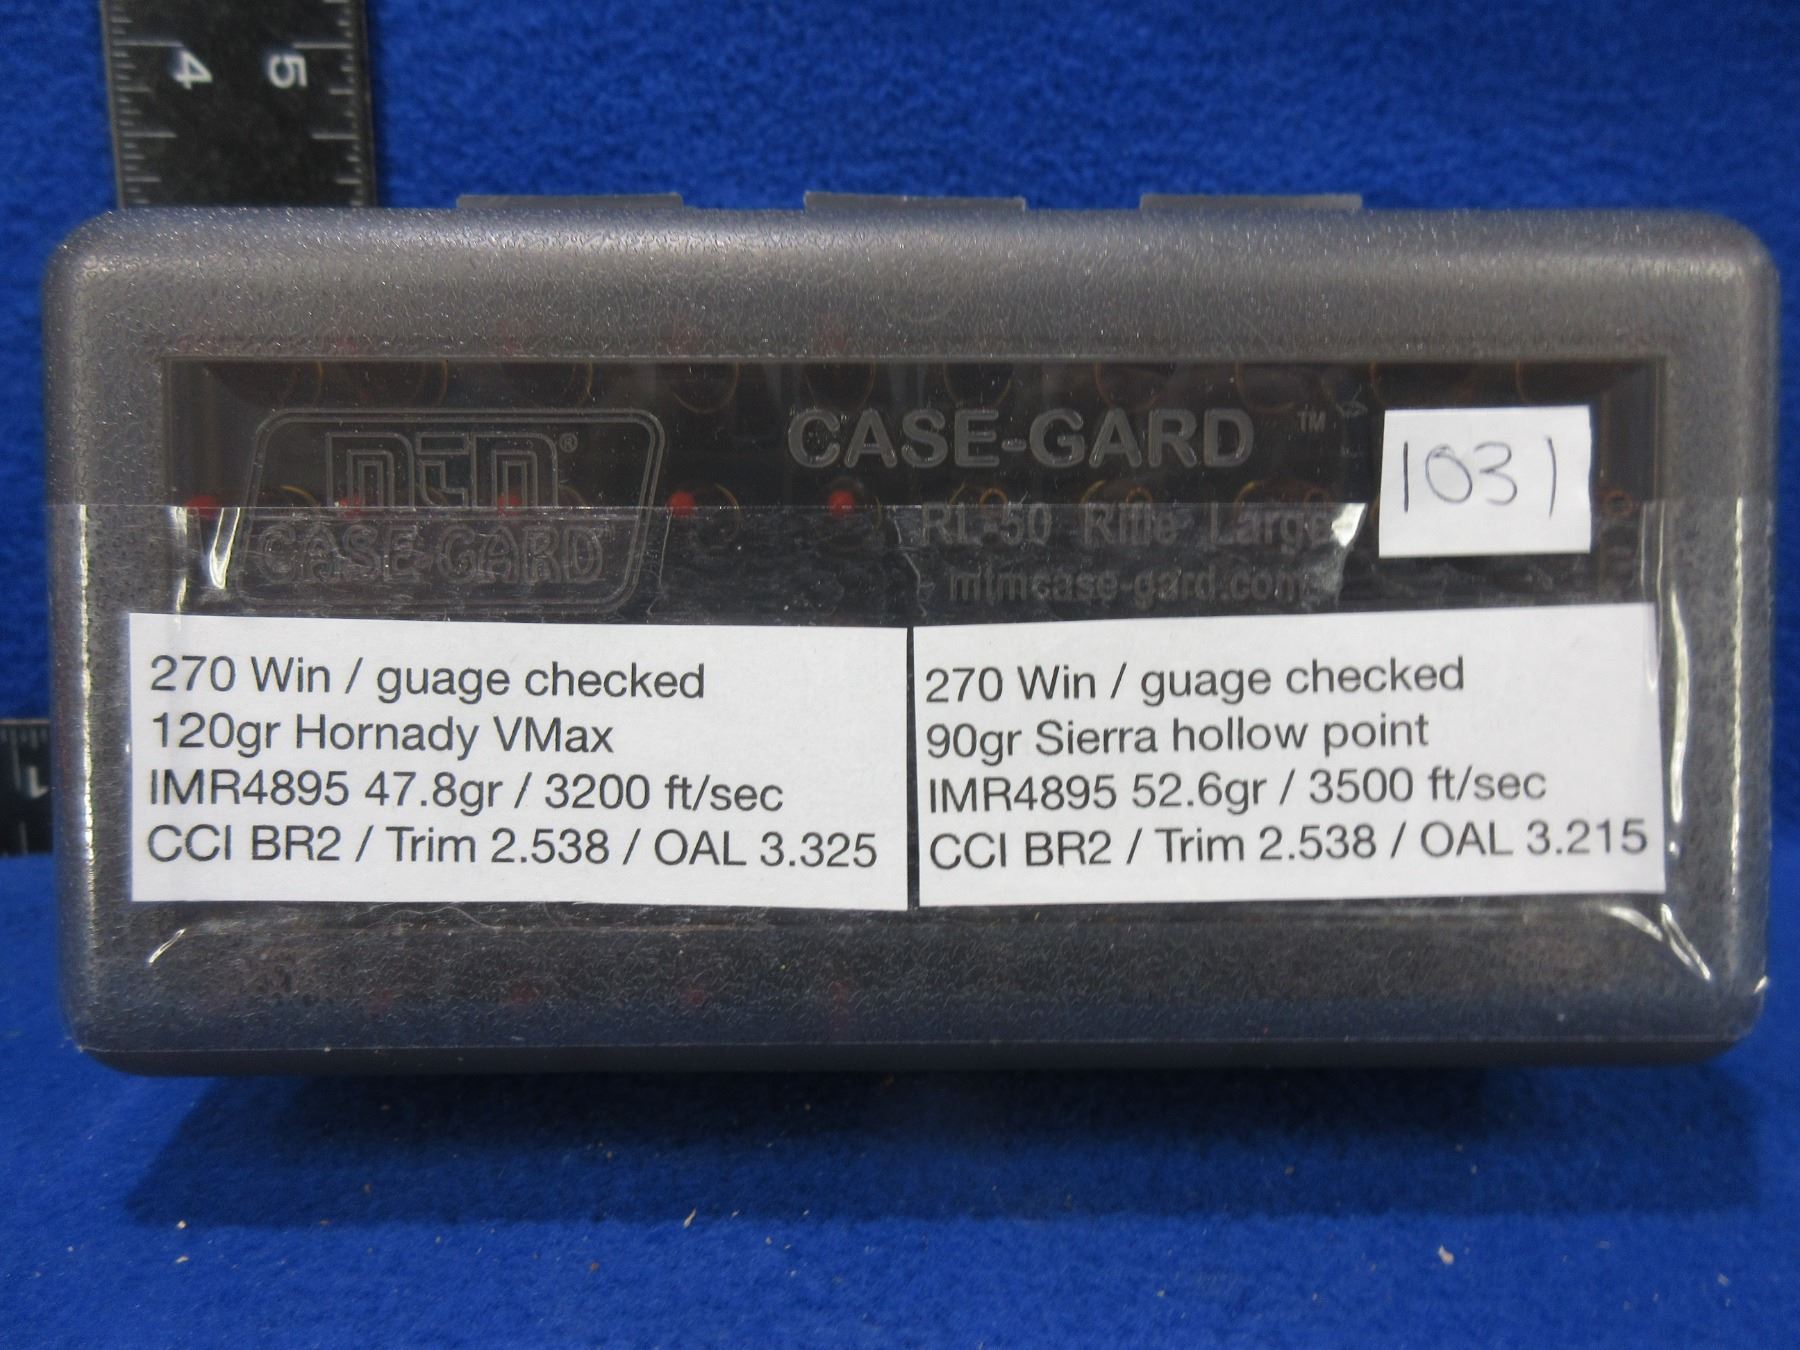 4 5
mtm®
CASE-GARD
CASE-GARD ™
RL-50 Rifle Large
mtmcase-gard.com
1031
270 Win / guage checked
120gr Hornady VMax
IMR4895 47.8gr / 3200 ft/sec
CCI BR2 / Trim 2.538 / OAL 3.325
270 Win / guage checked
90gr Sierra hollow point
IMR4895 52.6gr / 3500 ft/sec
CCI BR2 / Trim 2.538 / OAL 3.215
1